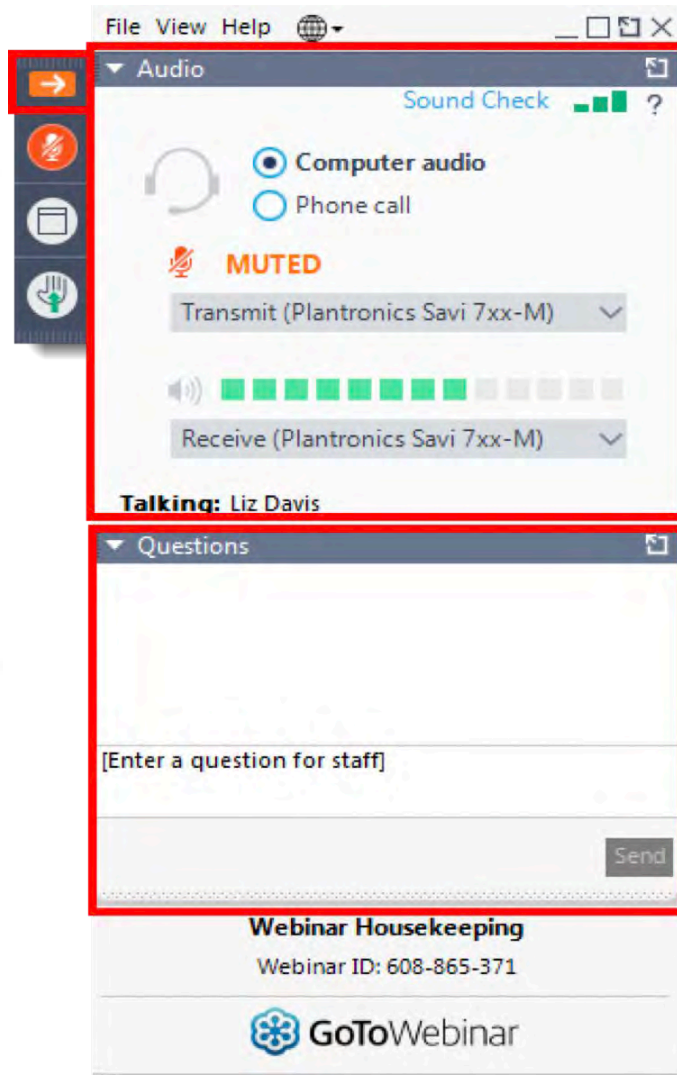 File View Help
Audio
Sound Check ?
Computer audio
Phone call
MUTED
Transmit (Plantronics Savi 7xx-M)
Receive (Plantronics Savi 7xx-M)
Talking: Liz Davis
Questions
[Enter a question for staff]
Send
Webinar Housekeeping
Webinar ID: 608-865-371
GoToWebinar